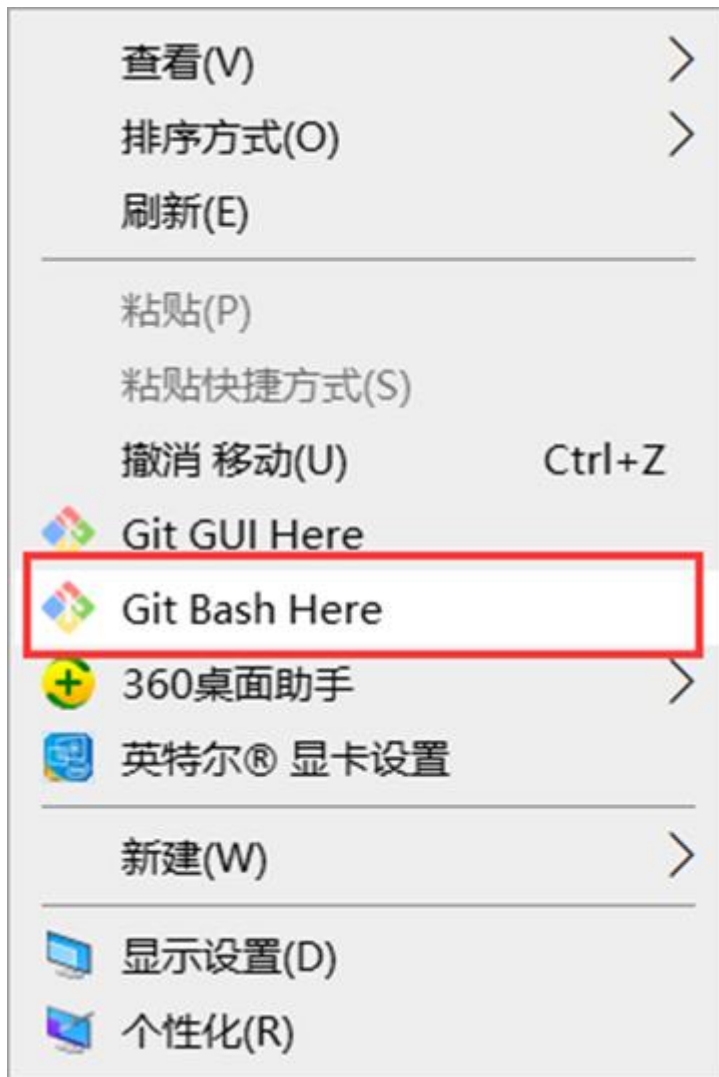 查看(V)
排序方式(O)
刷新(E)
粘贴(P)
粘贴快捷方式(S)
撤消 移动(U) Ctrl+Z
Git GUI Here
Git Bash Here
360桌面助手
英特尔® 显卡设置
新建(W)
显示设置(D)
个性化(R)